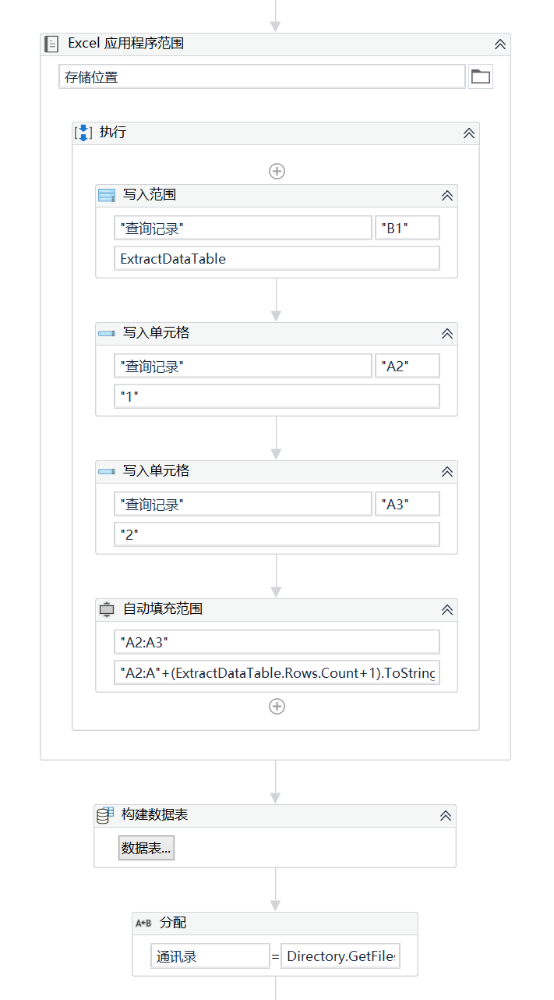 Excel 应用程序范围
存储位置
执行
写入范围
"查询记录" "B1"
ExtractDataTable
写入单元格
"查询记录" "A2"
"1"
写入单元格
"查询记录" "A3"
"2"
自动填充范围
"A2:A3"
"A2:A"+(ExtractDataTable.Rows.Count+1).ToString
构建数据表
数据表...
A B 分配
通讯录 = Directory.GetFiles